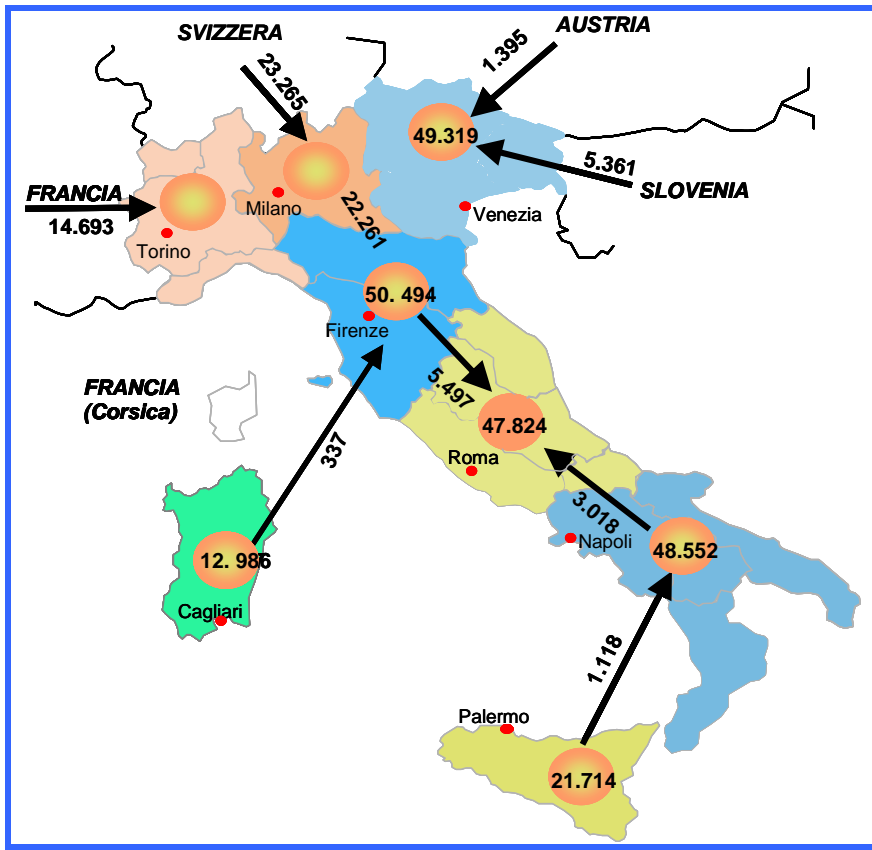 SVIZZERA
AUSTRIA
23.265
1.395
49.319
5.361
SLOVENIA
FRANCIA
14.693
Milano
22.261
Venezia
Torino
50. 494
Firenze
5.497
FRANCIA
(Corsica)
337
47.824
Roma
3.018
Napoli
48.552
12. 986
Cagliari
1.118
Palermo
21.714